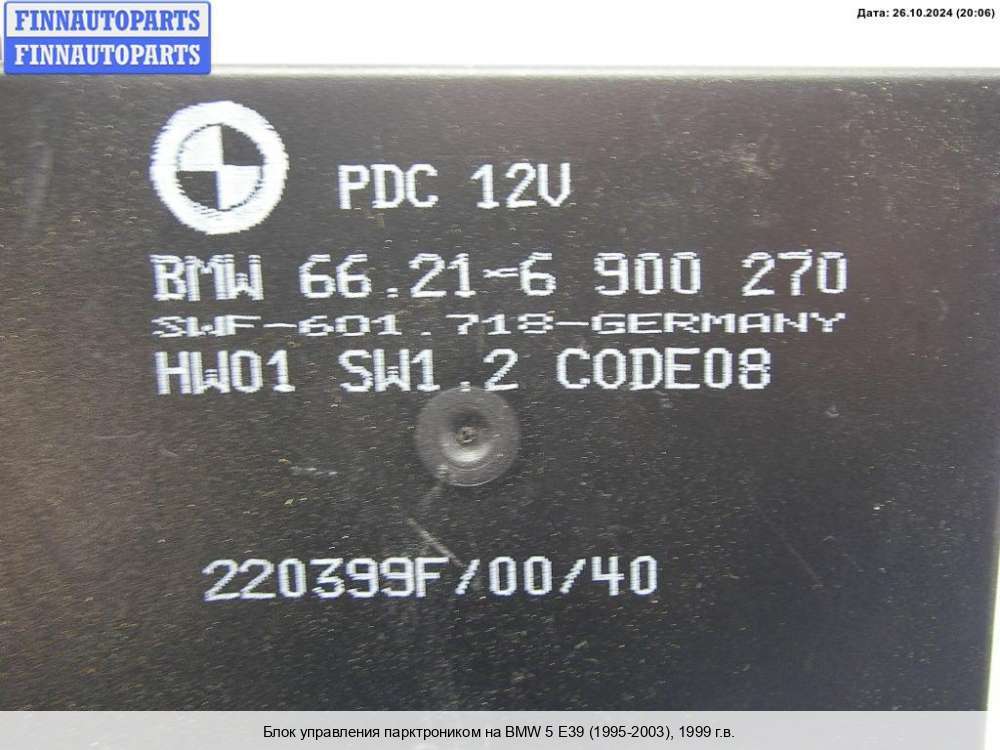 FINNAUTOPARTS
FINNAUTOPARTS
Дата: 26.10.2024 (20:06)
PDC 12V
BMW 66.21-6 900 270
SWF-601.718-GERMANY
HW01 SW1.2 CODE08
220399F/00/40
Блок управления парктроником на BMW 5 E39 (1995-2003), 1999 г.в.